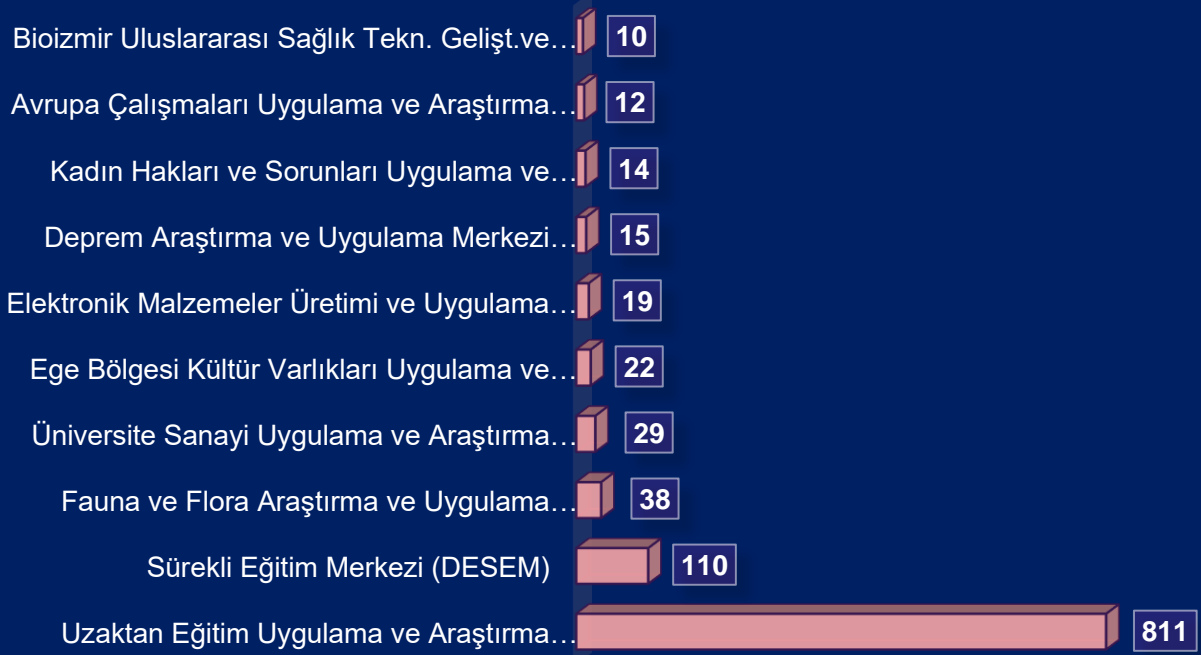 Bioizmir Uluslararası Sağlık Tekn. Gelişt.ve… 10
Avrupa Çalışmaları Uygulama ve Araştırma… 12
Kadın Hakları ve Sorunları Uygulama ve… 14
Deprem Araştırma ve Uygulama Merkezi… 15
Elektronik Malzemeler Üretimi ve Uygulama… 19
Ege Bölgesi Kültür Varlıkları Uygulama ve… 22
Üniversite Sanayi Uygulama ve Araştırma… 29
Fauna ve Flora Araştırma ve Uygulama… 38
Sürekli Eğitim Merkezi (DESEM) 110
Uzaktan Eğitim Uygulama ve Araştırma… 811